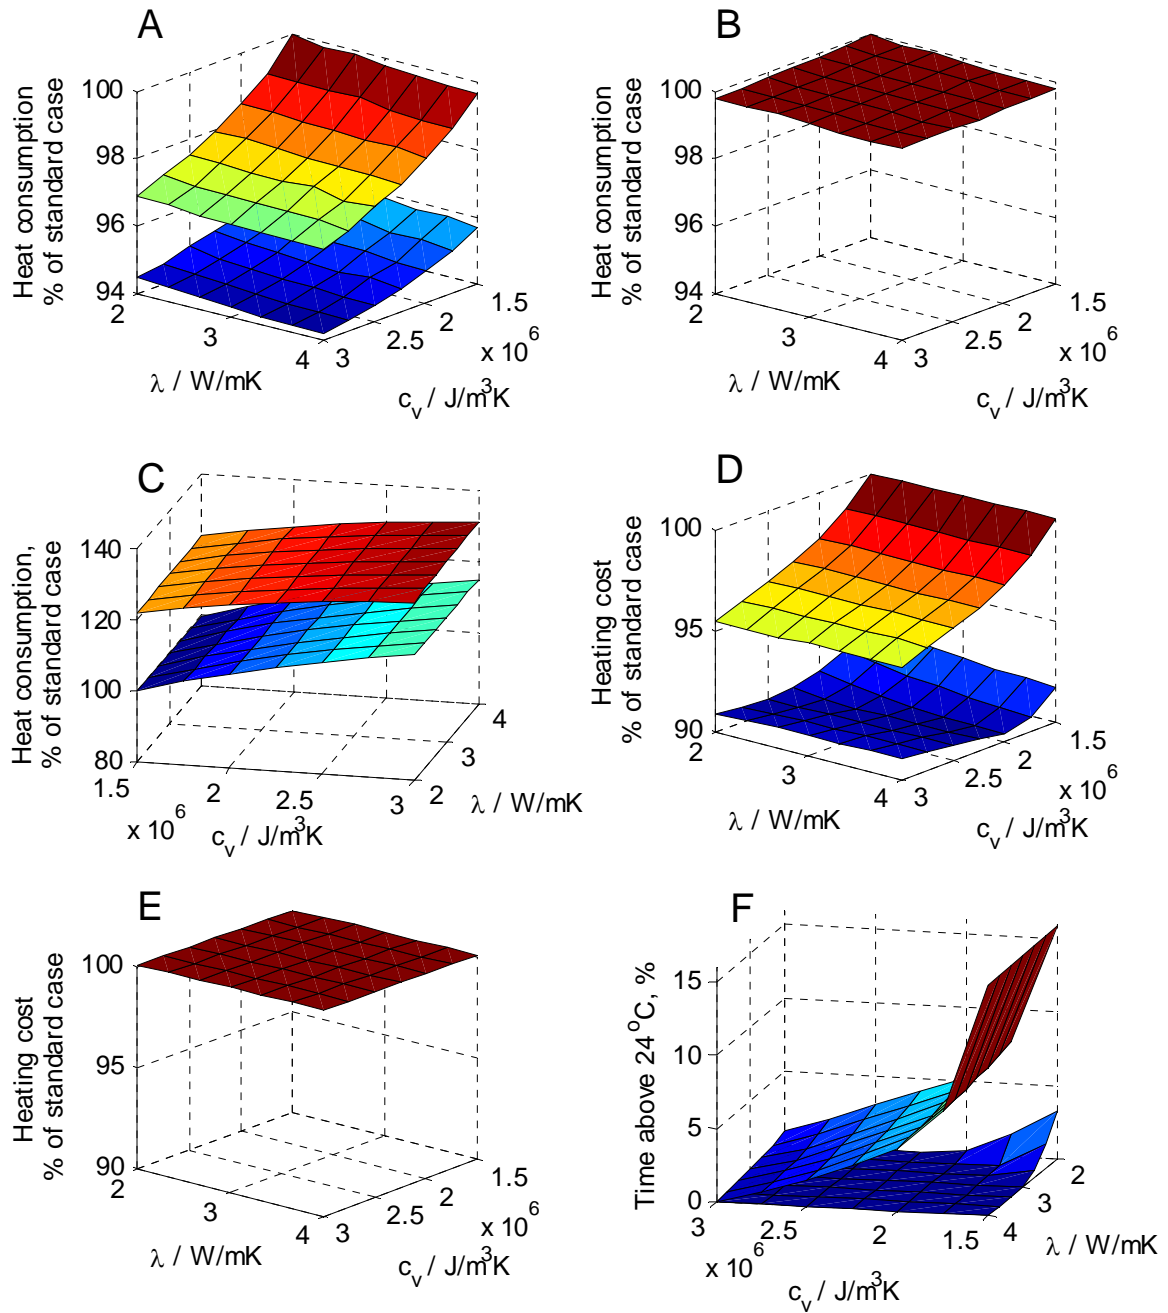 A
Heat consumption
% of standard case
100
98
96
94
2
3
4
λ / W/mK
3
2.5
2
1.5
x 10^6
c_v / J/m^3K
B
Heat consumption
% of standard case
100
98
96
94
2
3
4
λ / W/mK
3
2.5
2
1.5
x 10^6
c_v / J/m^3K
C
Heat consumption,
% of standard case
140
120
100
80
1.5
2
2.5
3
x 10^6
c_v / J/m^3K
2
3
4
λ / W/mK
D
Heating cost
% of standard case
100
95
90
2
3
4
λ / W/mK
3
2.5
2
1.5
x 10^6
c_v / J/m^3K
E
Heating cost
% of standard case
100
95
90
2
3
4
λ / W/mK
3
2.5
2
1.5
x 10^6
c_v / J/m^3K
F
Time above 24 °C, %
15
10
5
0
3
2.5
2
1.5
x 10^6
c_v / J/m^3K
4
3
2
λ / W/mK